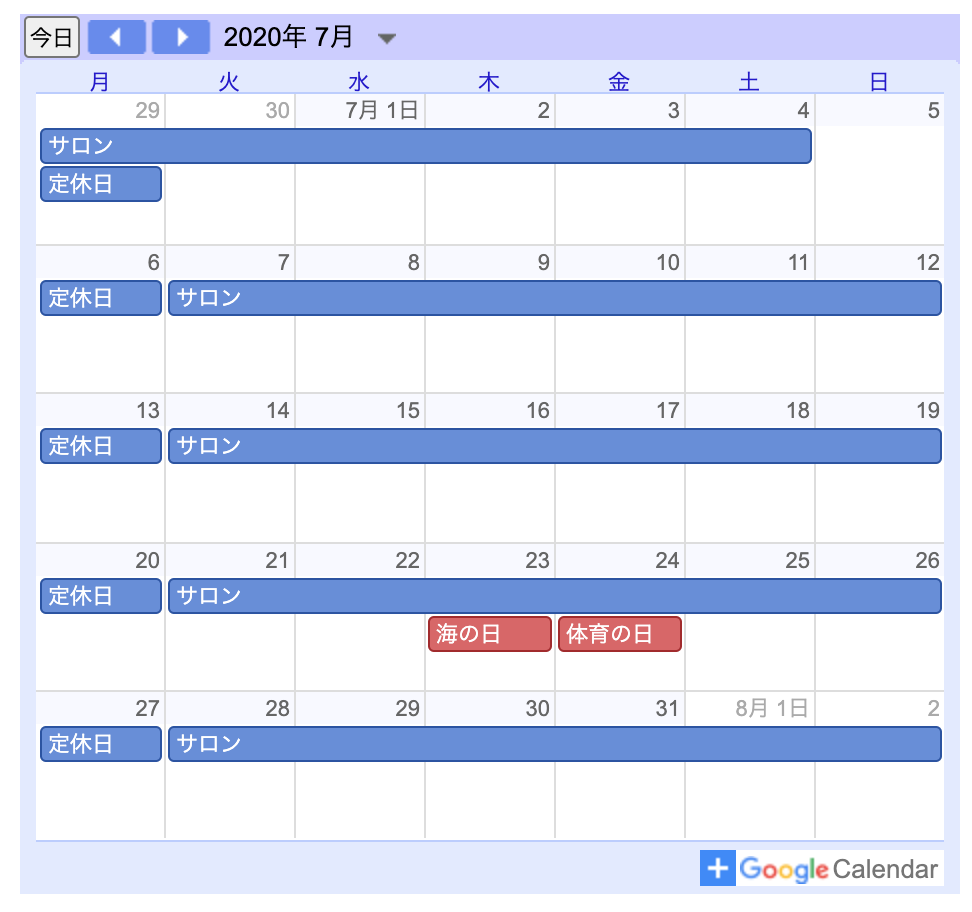 今日 2020年 7月
月 火 水 木 金 土 日
29 30 7月 1日 2 3 4 5
サロン
定休日
6 7 8 9 10 11 12
定休日 サロン
13 14 15 16 17 18 19
定休日 サロン
20 21 22 23 24 25 26
定休日 サロン
海の日 体育の日
27 28 29 30 31 8月 1日 2
定休日 サロン
Google Calendar